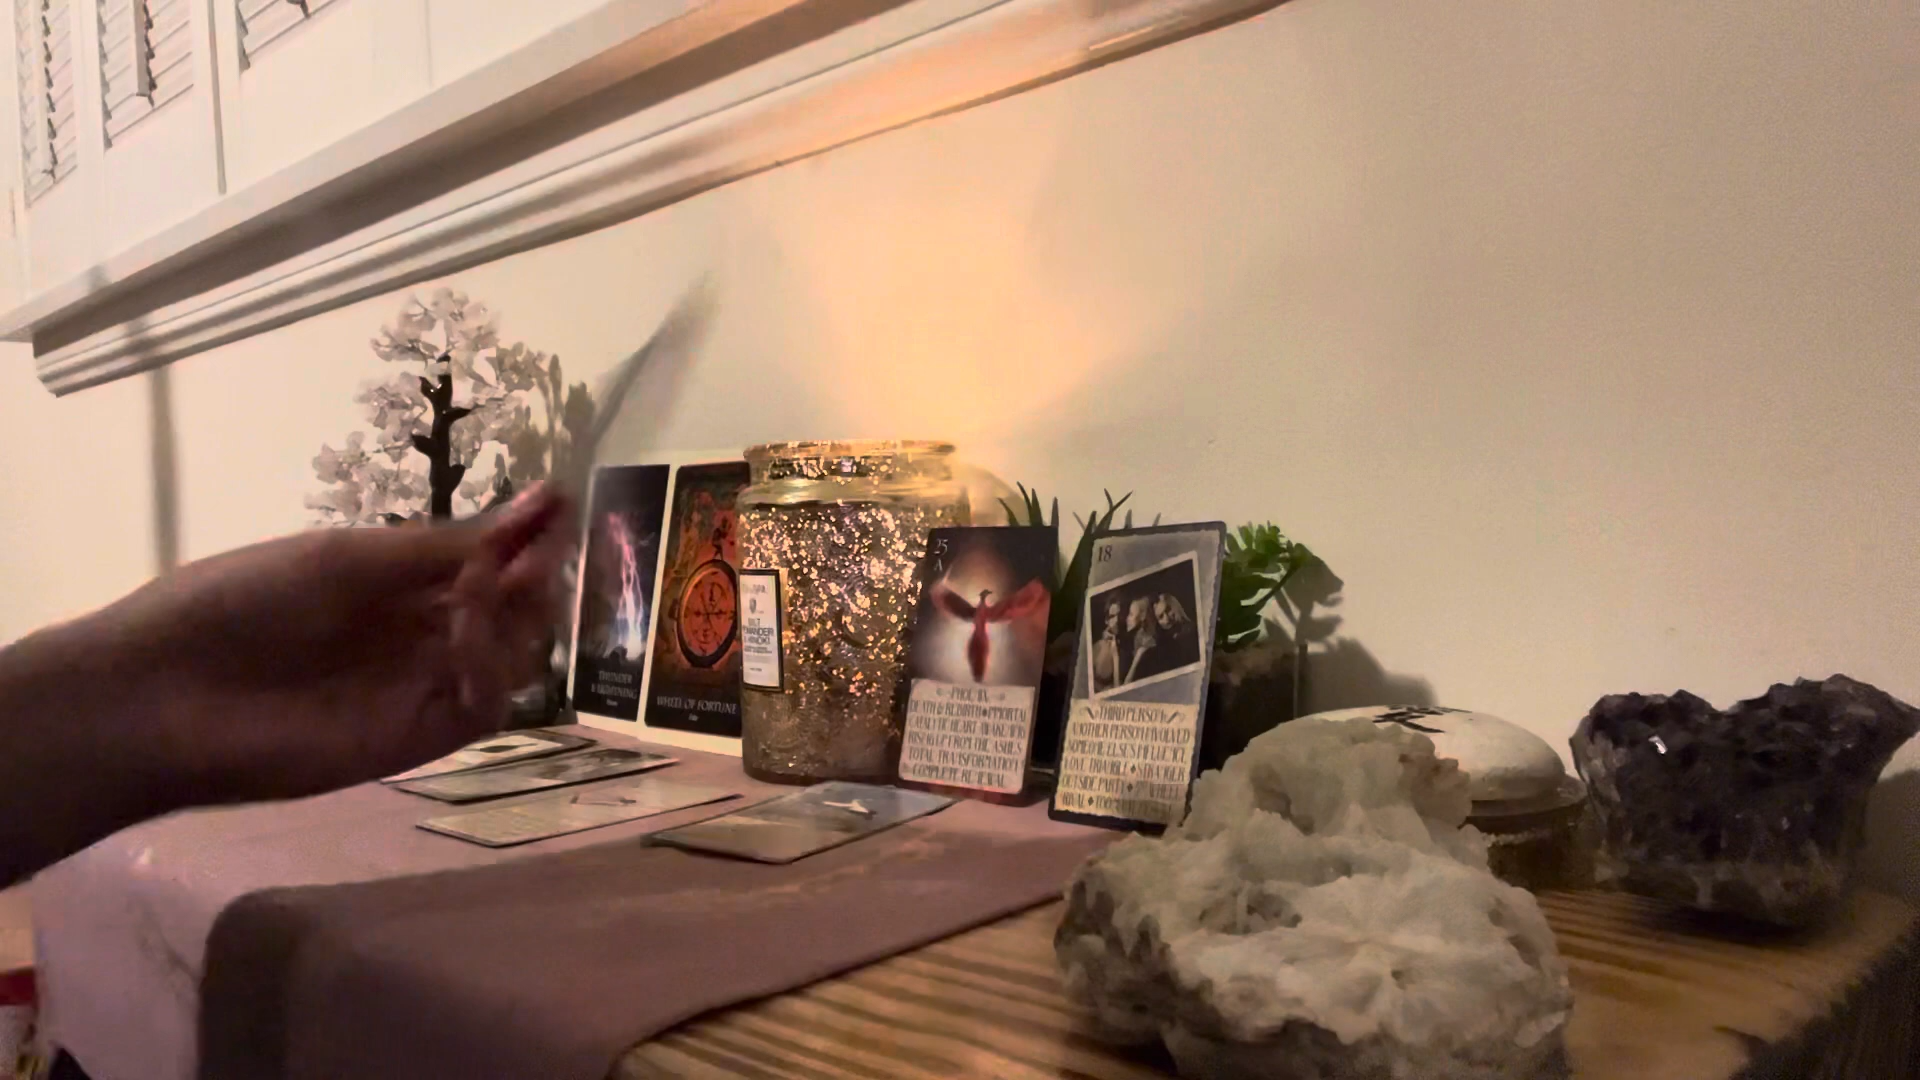 THUNDER
& LIGHTNING
WHEEL OF FORTUNE
25
A
PHOENIX
DEATH & REBIRTH ♦ IMMORTAL
CATALYTIC HEART AWAKENING
RISING UP FROM THE ASHES
TOTAL TRANSFORMATION
COMPLETE RENEWAL
18
THIRD PERSON
ANOTHER PERSON INVOLVED
SOMEONE ELSE'S INFLUENCE
LOVE TRIANGLE ♦ STRANGER
OUTSIDE PARTY ♦ 3RD WHEEL
RIVAL ♦ TOO MANY